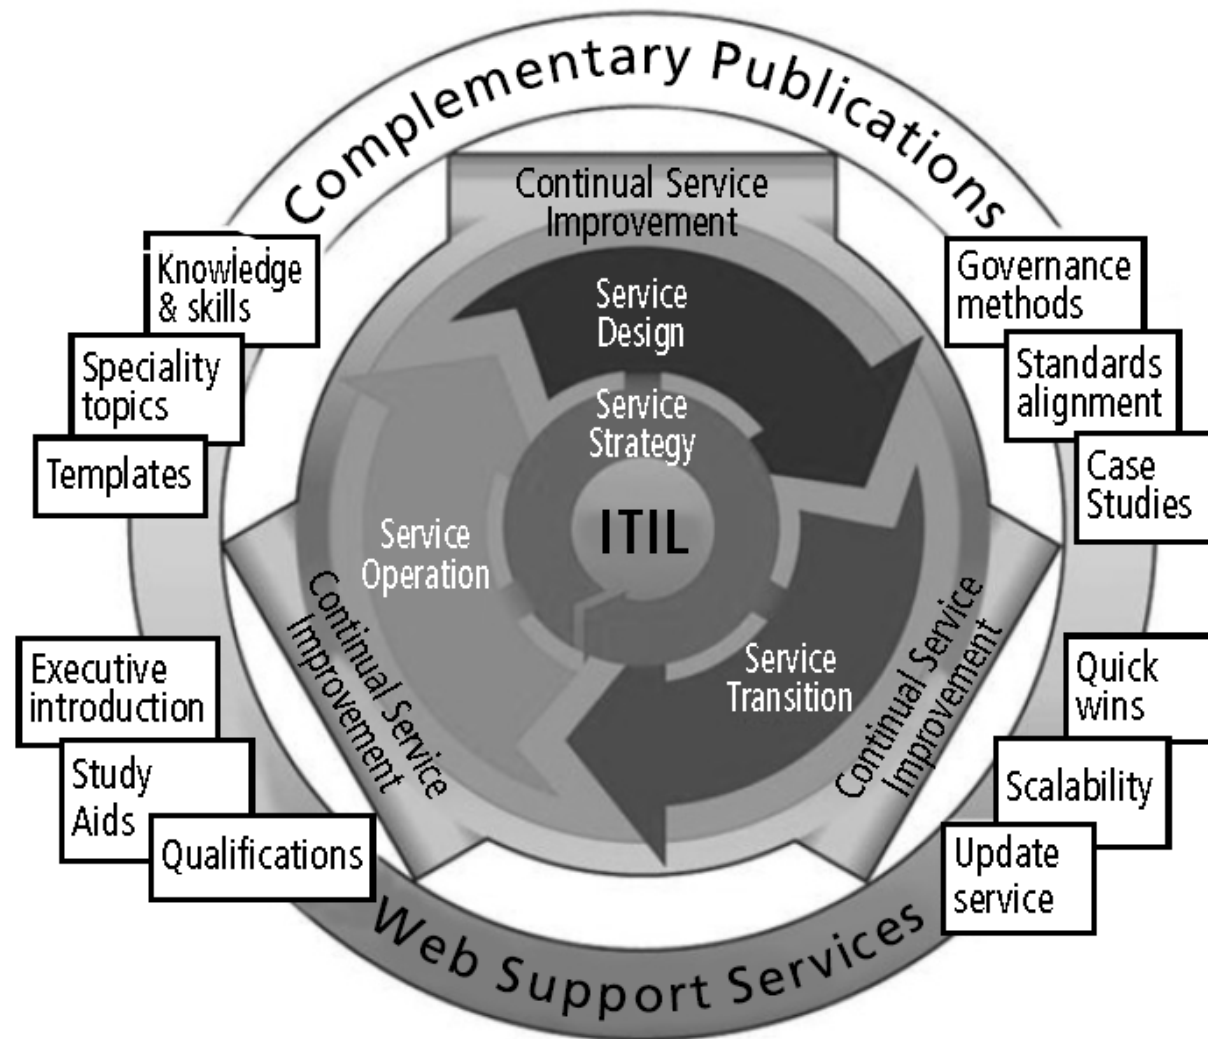 Complementary Publications
Continual Service
Improvement
Knowledge
& skills
Speciality
topics
Templates
Governance
methods
Standards
alignment
Case
Studies
Service
Design
Service
Strategy
ITIL
Service
Operation
Service
Transition
Continual Service
Improvement
Continual Service
Improvement
Executive
introduction
Study
Aids
Qualifications
Quick
wins
Scalability
Update
service
Web Support Services